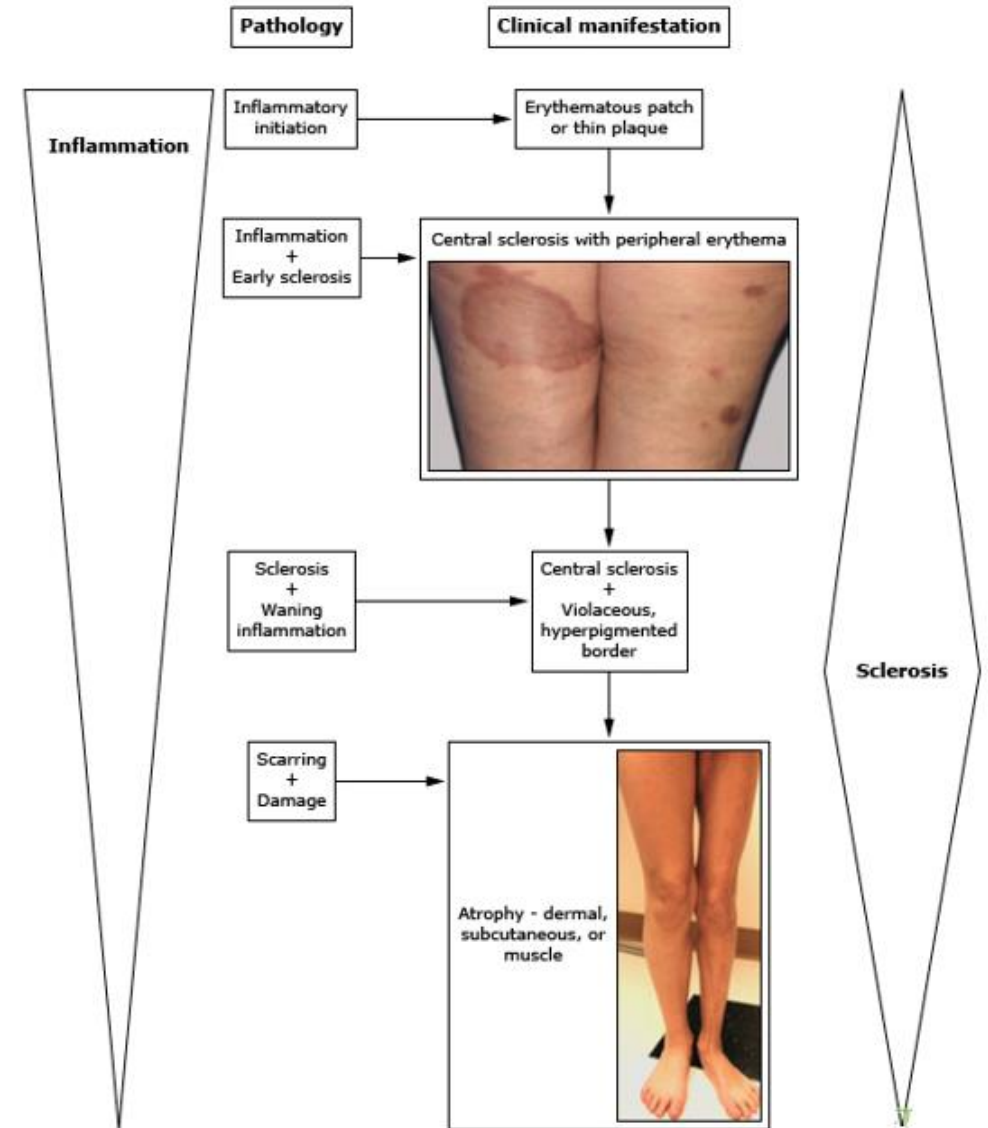 Pathology
Clinical manifestation
Inflammation
Inflammatory
initiation
Erythematous patch
or thin plaque
Inflammation
+
Early sclerosis
Central sclerosis with peripheral erythema
Sclerosis
+
Waning
inflammation
Central sclerosis
+
Violaceous,
hyperpigmented
border
Sclerosis
Scarring
+
Damage
Atrophy - dermal,
subcutaneous, or
muscle